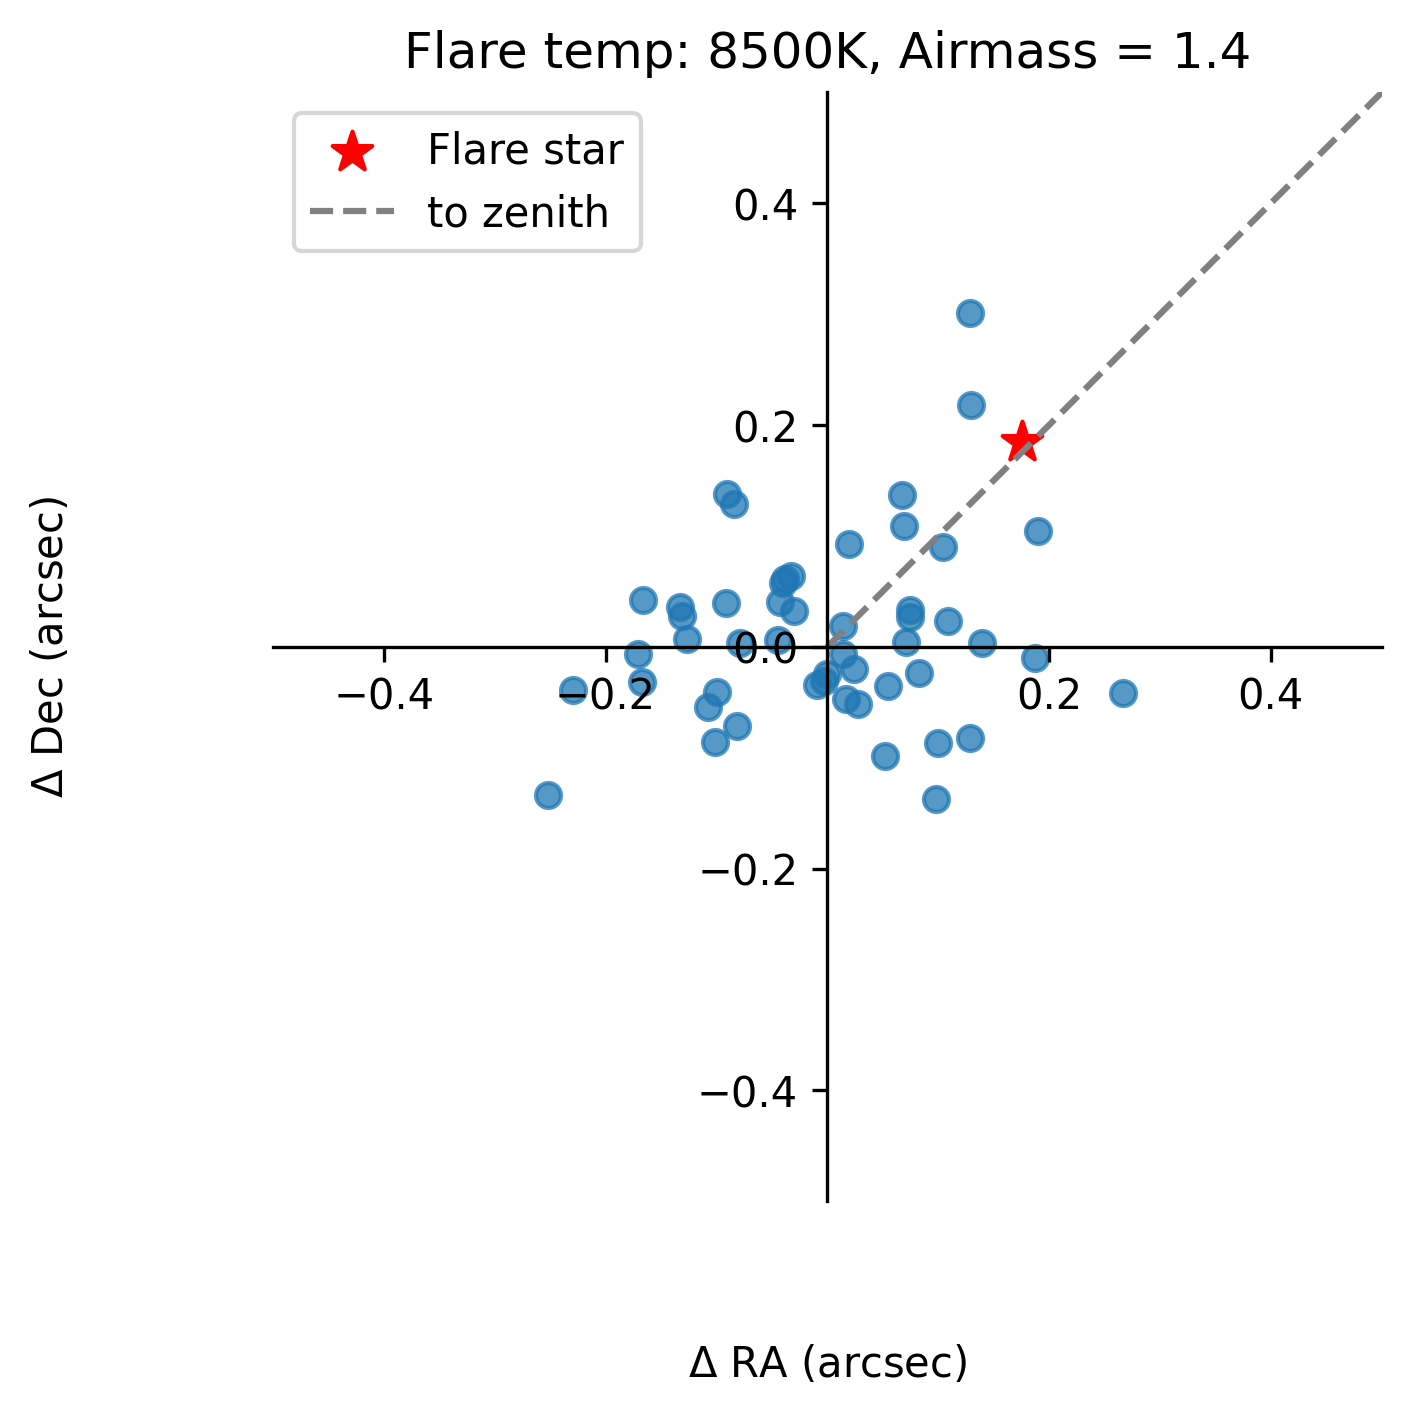 Flare temp: 8500K, Airmass = 1.4
Flare star
to zenith
0.4
0.2
0.0
−0.4
−0.2
0.2
0.4
−0.2
−0.4
Δ Dec (arcsec)
Δ RA (arcsec)